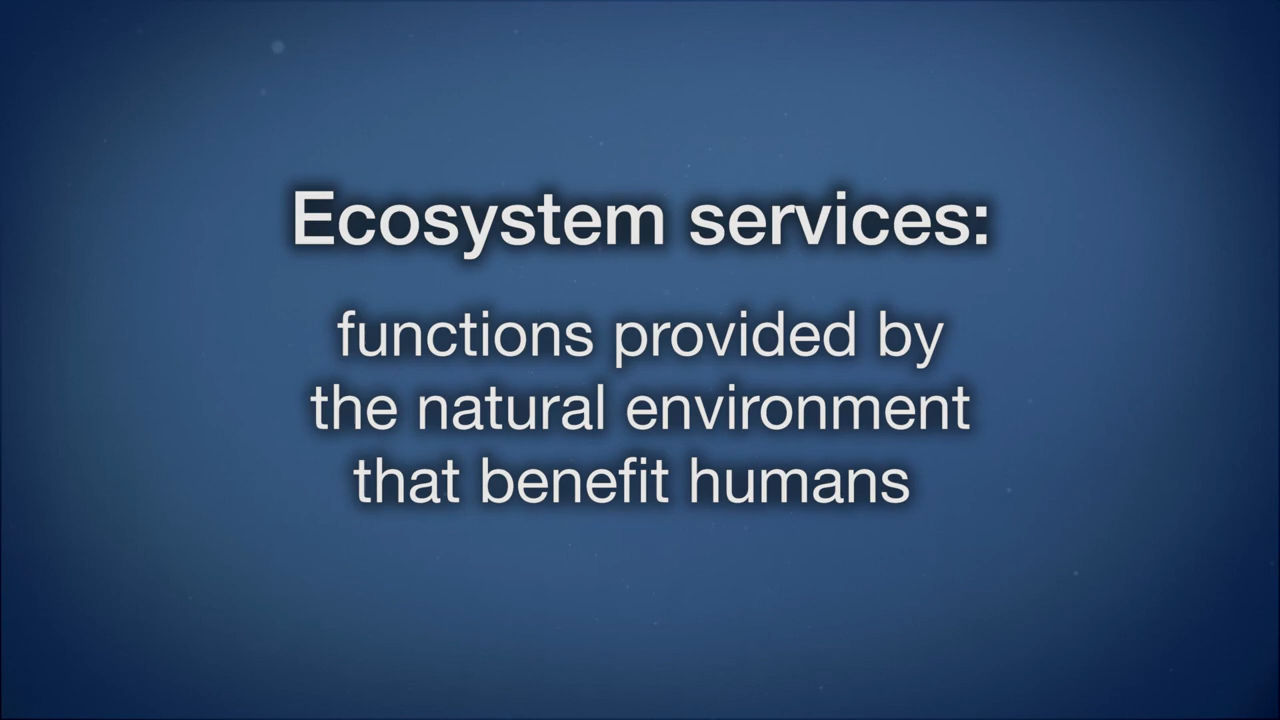 Ecosystem services:
functions provided by
the natural environment
that benefit humans